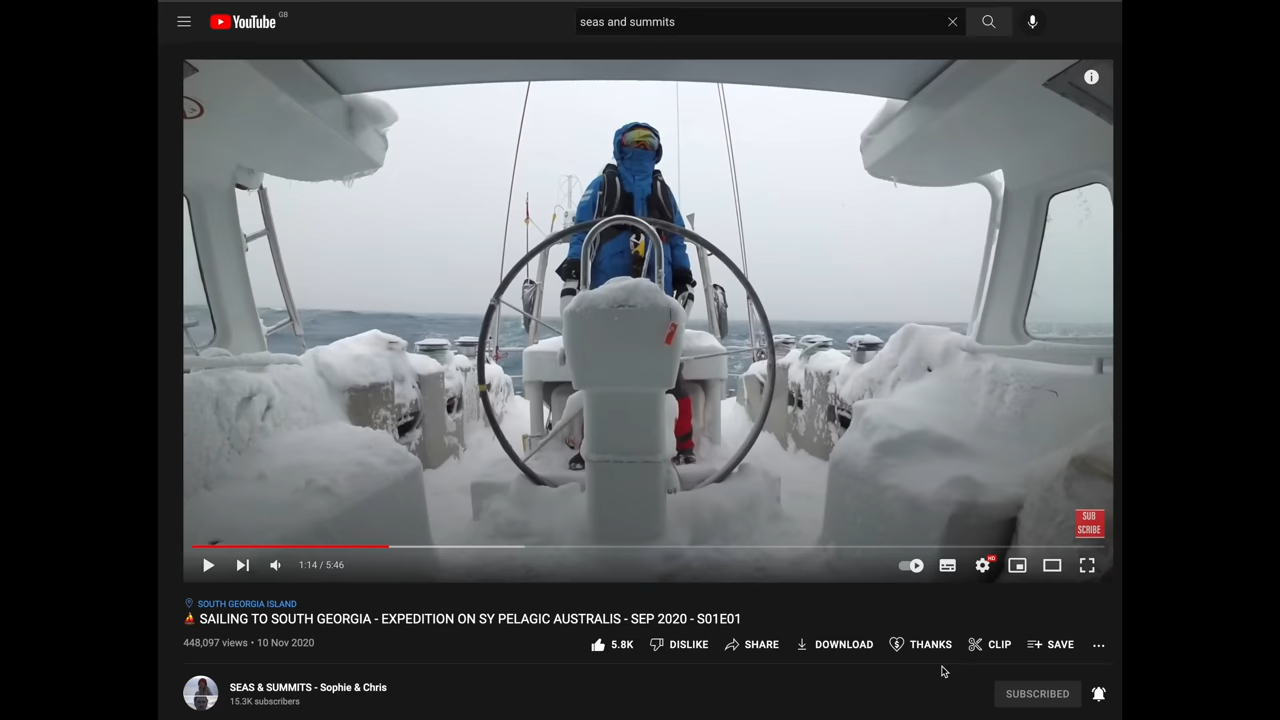 YouTube GB
seas and summits
SUB
SCRIBE
1:14 / 5:46
HD
SOUTH GEORGIA ISLAND
SAILING TO SOUTH GEORGIA - EXPEDITION ON SY PELAGIC AUSTRALIS - SEP 2020 - S01E01
448,097 views • 10 Nov 2020
5.8K DISLIKE SHARE DOWNLOAD THANKS CLIP SAVE
SEAS & SUMMITS - Sophie & Chris
15.3K subscribers
SUBSCRIBED